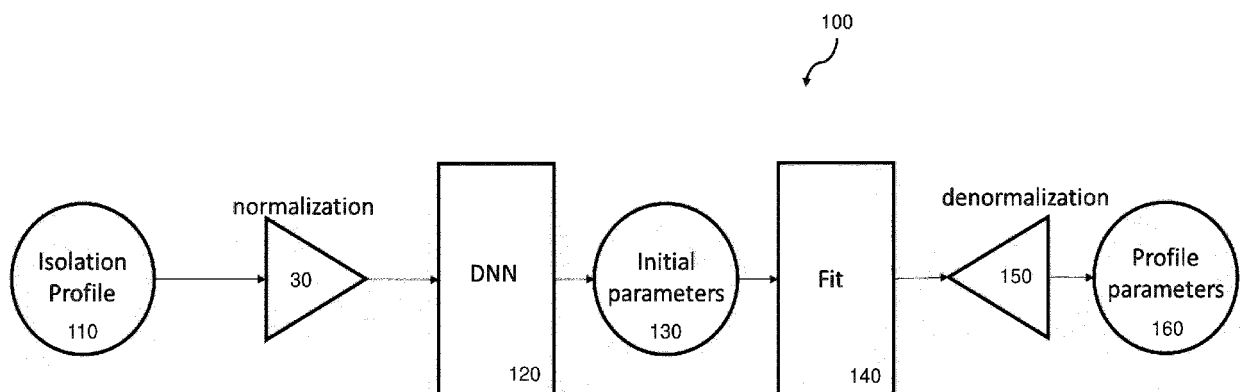 100
Isolation
Profile
110
normalization
30
DNN
120
Initial
parameters
130
Fit
140
denormalization
150
Profile
parameters
160